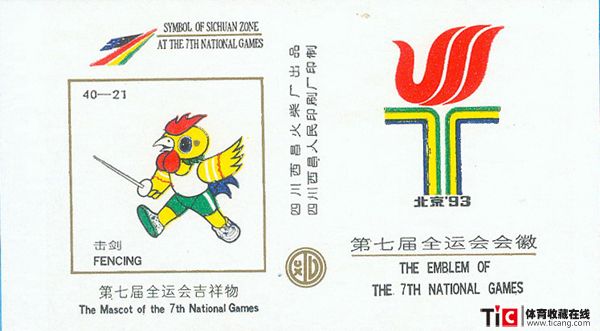 SYMBOL OF SICHUAN ZONE
AT THE 7TH NATIONAL GAMES
40—21
击剑
FENCING
第七届全运会吉祥物
The Mascot of the 7th National Games
四川西昌火柴厂出品
四川西昌人民印刷厂印制
北京'93
第七届全运会会徽
THE EMBLEM OF
THE 7TH NATIONAL GAMES
TiC 体育收藏在线
www.ticang.com